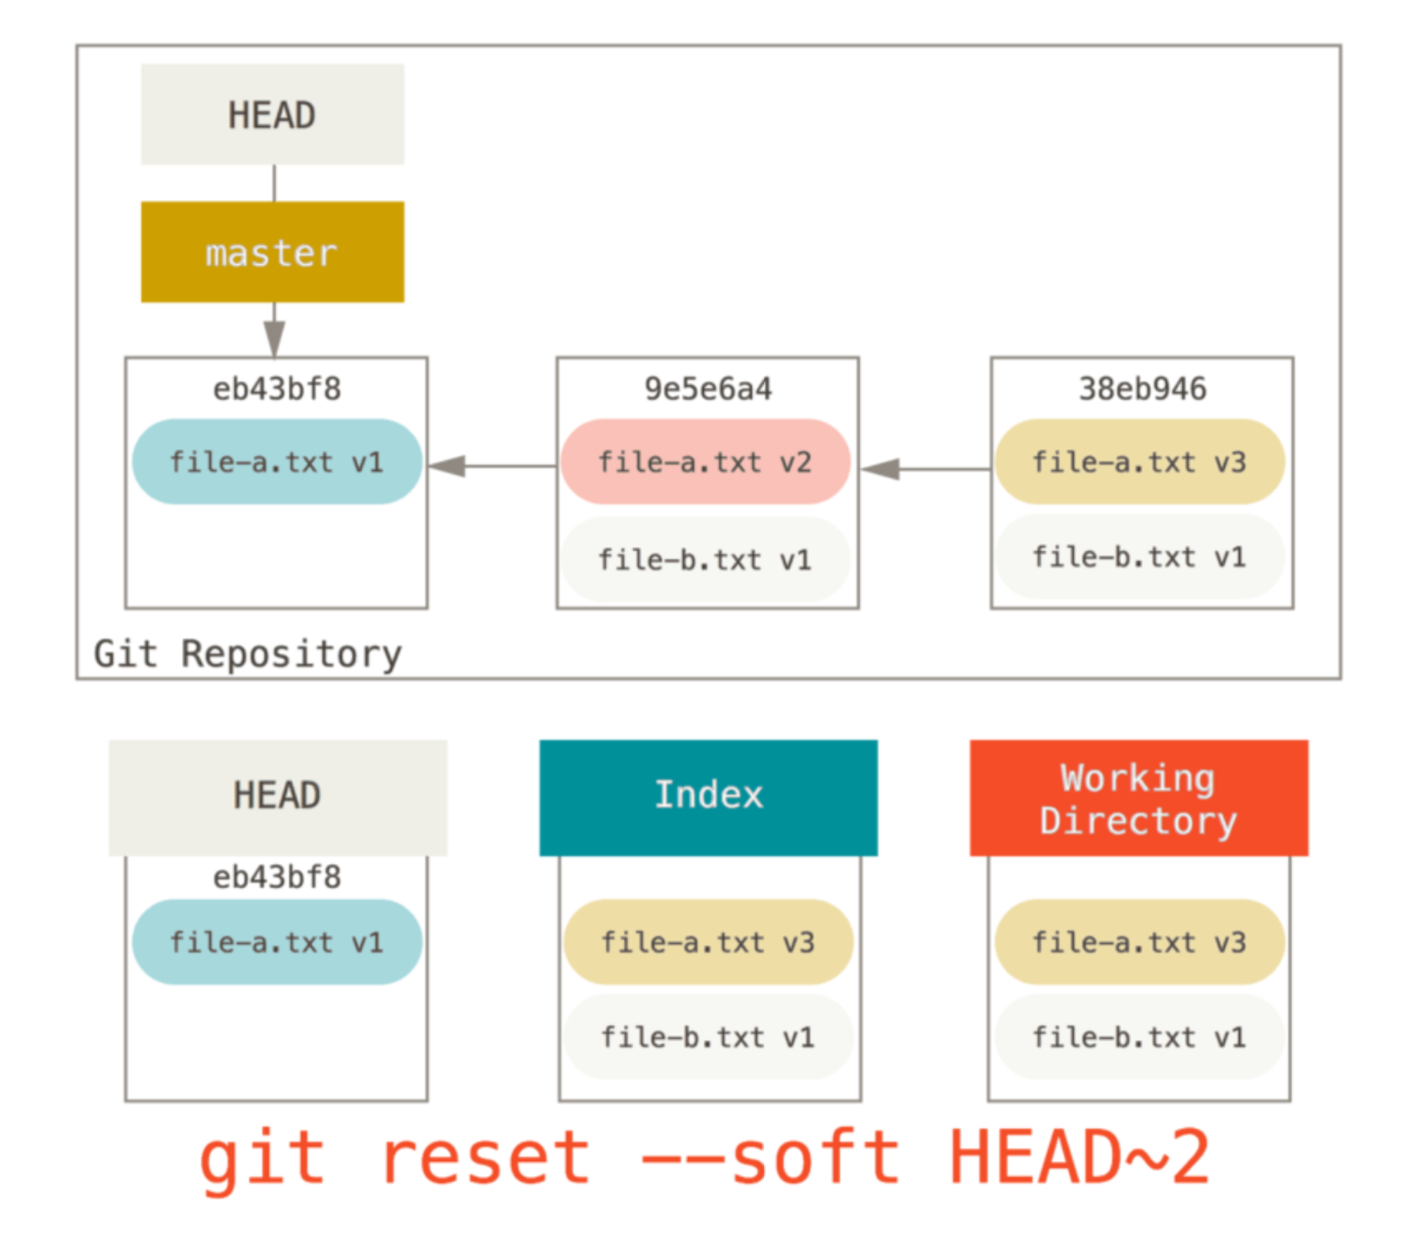 HEAD
master
eb43bf8
9e5e6a4
38eb946
file-a.txt v1
file-a.txt v2
file-a.txt v3
file-b.txt v1
file-b.txt v1
Git Repository
HEAD
Index
Working
Directory
eb43bf8
file-a.txt v1
file-a.txt v3
file-a.txt v3
file-b.txt v1
file-b.txt v1
git reset --soft HEAD~2